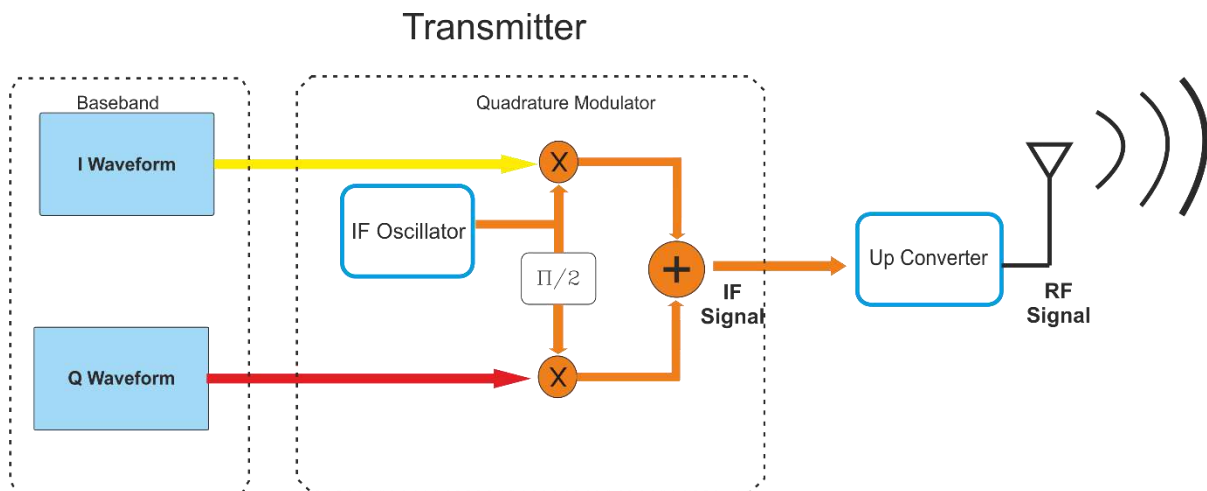 Transmitter
Baseband
Quadrature Modulator
I Waveform
X
IF Oscillator
Π/2
+
IF
Signal
Up Converter
RF
Signal
Q Waveform
X